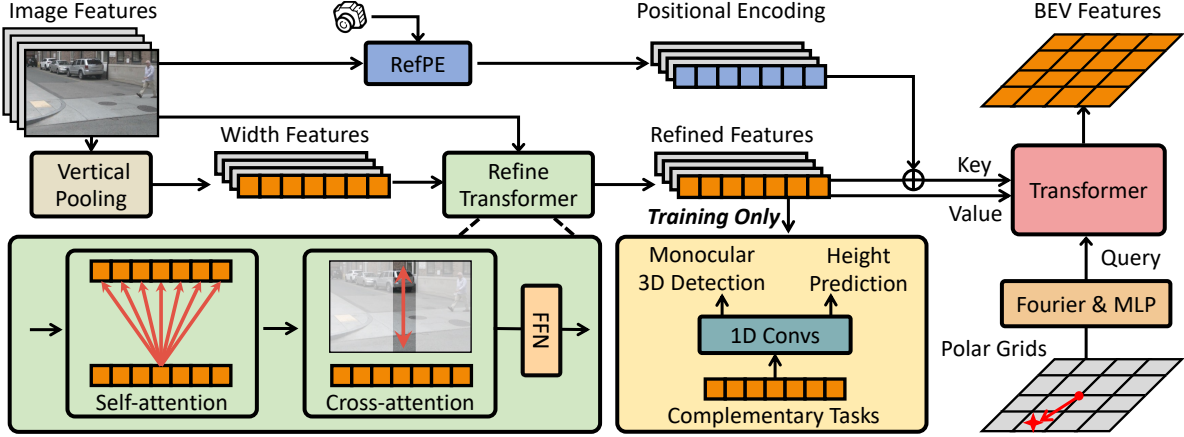 Image Features
RefPE
Positional Encoding
BEV Features
Vertical
Pooling
Width Features
Refine
Transformer
Refined Features
Key
Value
Transformer
Training Only
Query
Fourier & MLP
Polar Grids
Self-attention
Cross-attention
FFN
Monocular
3D Detection
Height
Prediction
1D Convs
Complementary Tasks